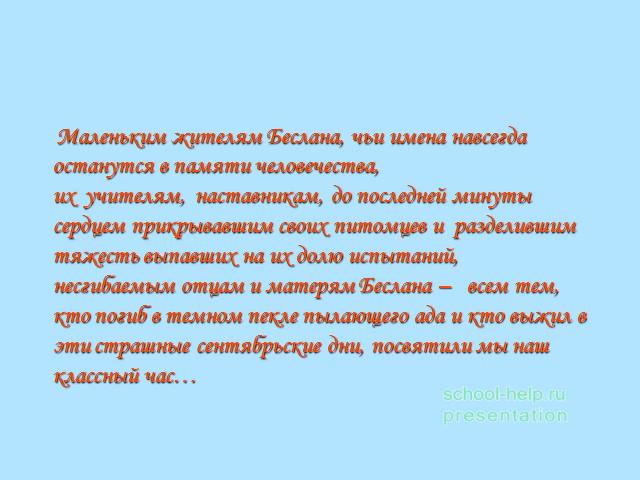 Маленьким жителям Беслана, чьи имена навсегда
останутся в памяти человечества,
их учителям, наставникам, до последней минуты
сердцем прикрывавшим своих питомцев и разделившим
тяжесть выпавших на их долю испытаний,
несгибаемым отцам и матерям Беслана – всем тем,
кто погиб в темном пекле пылающего ада и кто выжил в
эти страшные сентябрьские дни, посвятили мы наш
классный час…
school-help.ru
presentation